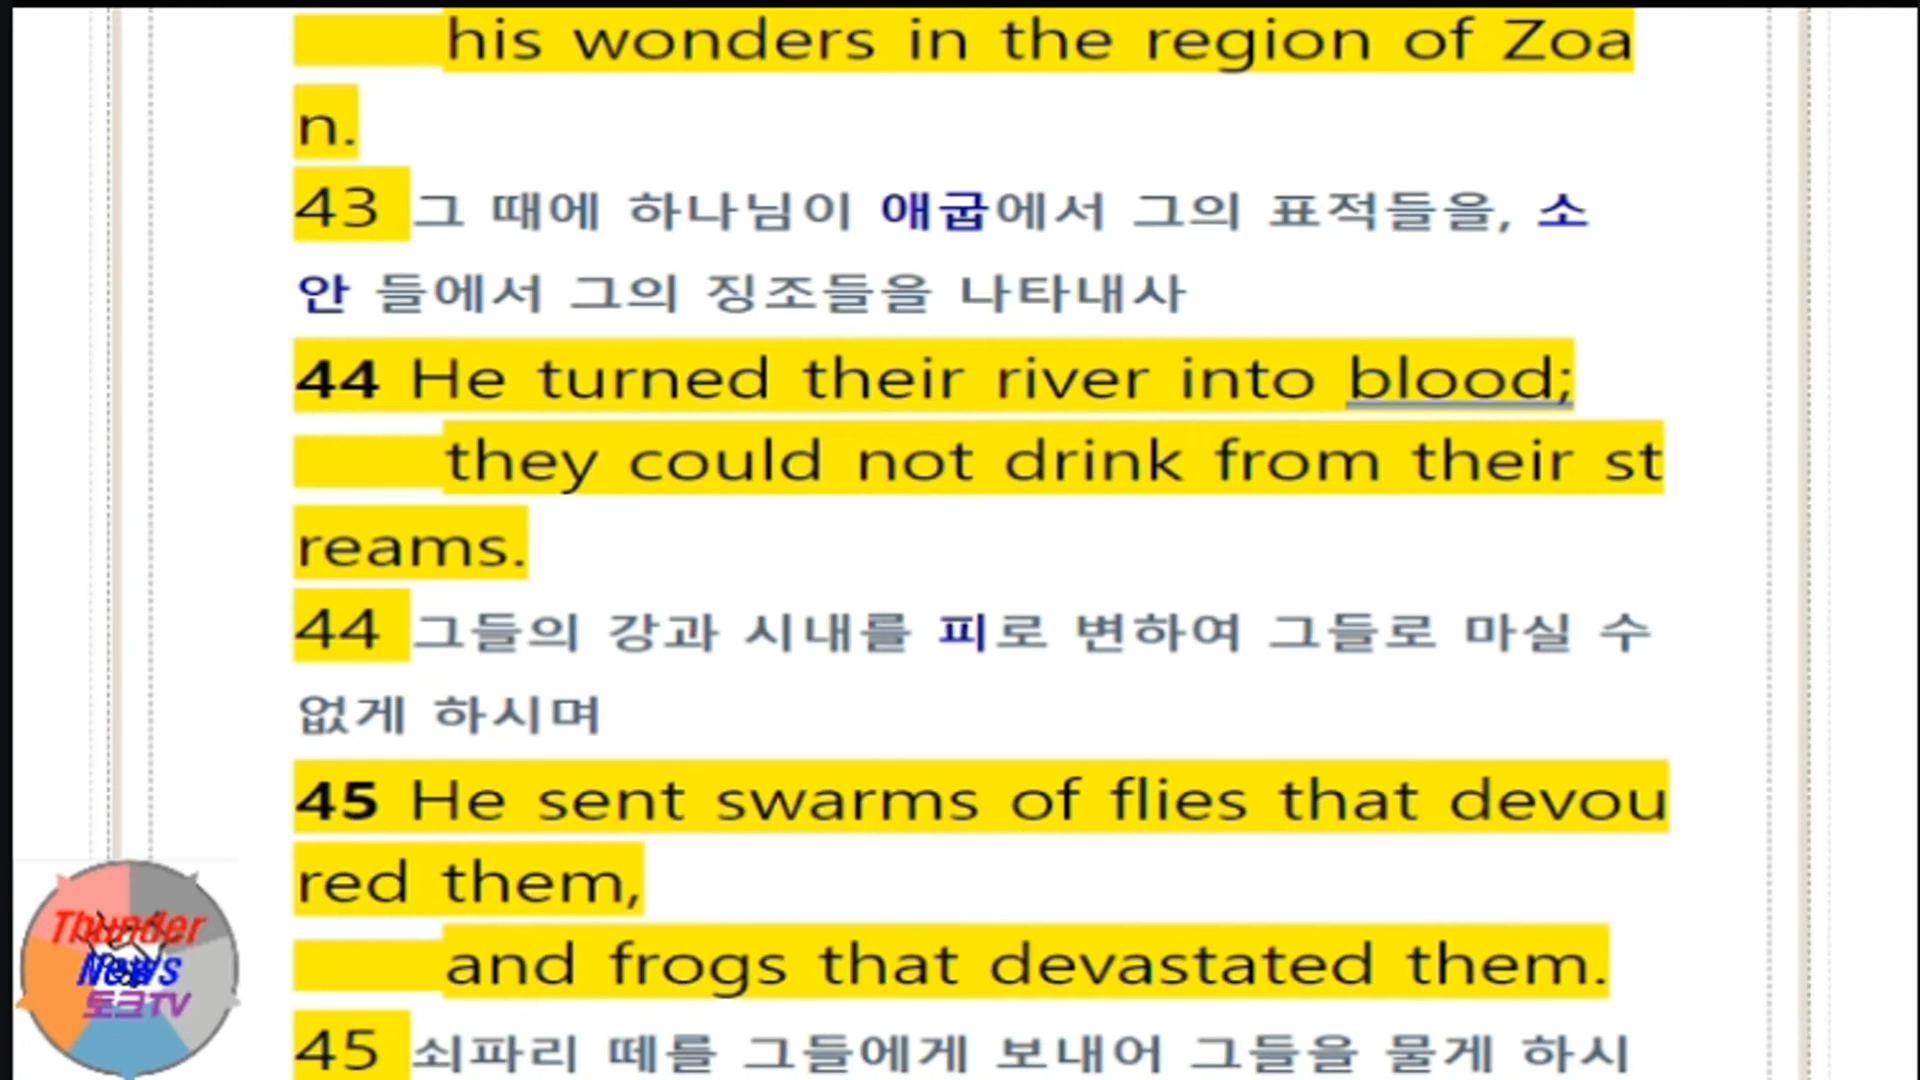 his wonders in the region of Zoa
n.
43 그 때에 하나님이 애굽에서 그의 표적들을, 소
안 들에서 그의 징조들을 나타내사
44 He turned their river into blood;
they could not drink from their st
reams.
44 그들의 강과 시내를 피로 변하여 그들로 마실 수
없게 하시며
45 He sent swarms of flies that devou
red them,
and frogs that devastated them.
45 쇠파리 떼를 그들에게 보내어 그들을 물게 하시
Thunder
News
토크TV